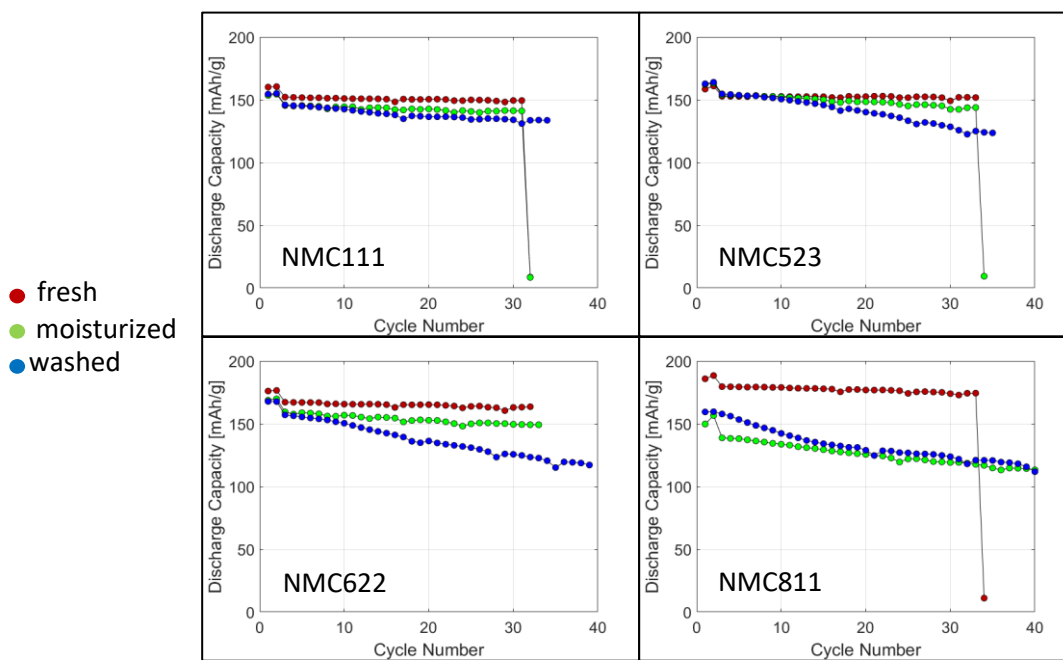 fresh
moisturized
washed
Discharge Capacity [mAh/g]
200
150
100
50
0
NMC111
0 10 20 30 40
Cycle Number
Discharge Capacity [mAh/g]
200
150
100
50
0
NMC523
0 10 20 30 40
Cycle Number
Discharge Capacity [mAh/g]
200
150
100
50
0
NMC622
0 10 20 30 40
Cycle Number
Discharge Capacity [mAh/g]
200
150
100
50
0
NMC811
0 10 20 30 40
Cycle Number